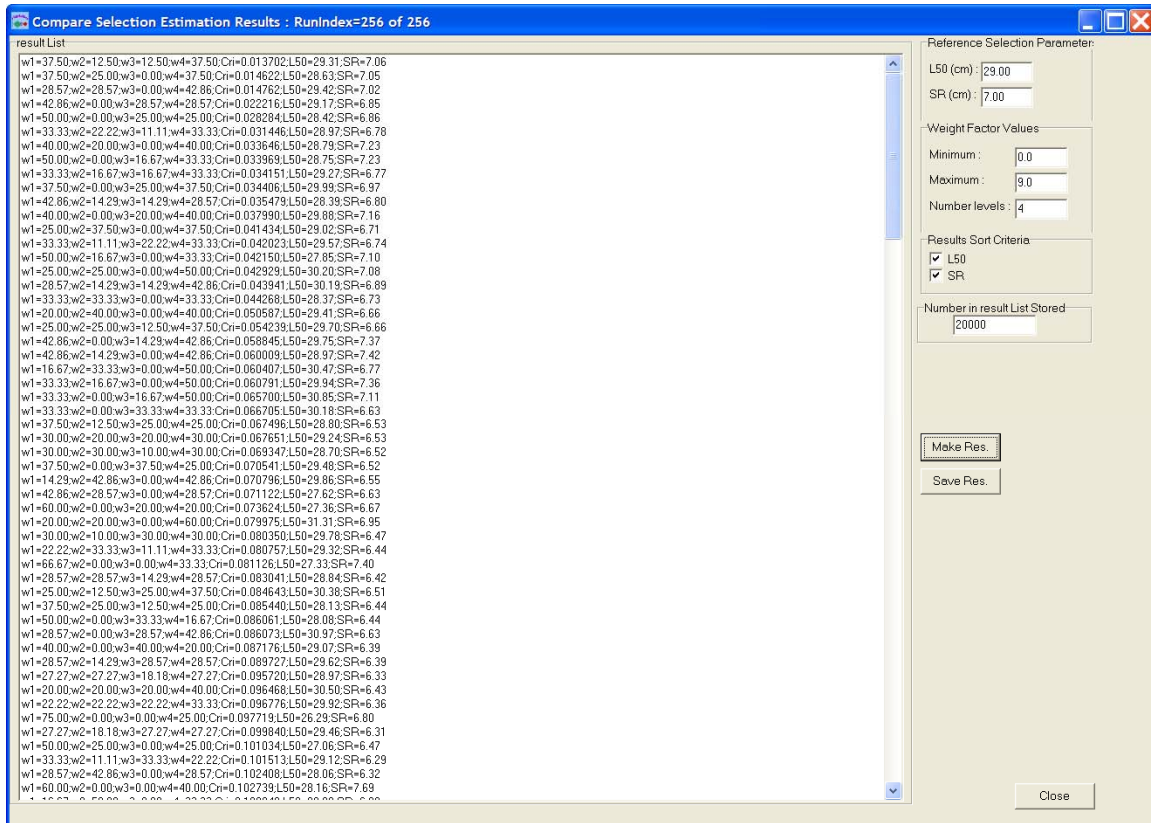 Compare Selection Estimation Results : RunIndex=256 of 256
result List
w1=37.50;w2=12.50;w3=12.50;w4=37.50;Cri=0.013702;L50=29.31;SR=7.06
w1=37.50;w2=25.00;w3=0.00;w4=37.50;Cri=0.014622;L50=28.63;SR=7.05
w1=28.57;w2=28.57;w3=0.00;w4=42.86;Cri=0.014762;L50=29.42;SR=7.02
w1=42.86;w2=0.00;w3=28.57;w4=28.57;Cri=0.022216;L50=29.17;SR=6.85
w1=50.00;w2=0.00;w3=25.00;w4=25.00;Cri=0.028284;L50=28.42;SR=6.86
w1=33.33;w2=22.22;w3=11.11;w4=33.33;Cri=0.031446;L50=28.97;SR=6.78
w1=40.00;w2=20.00;w3=0.00;w4=40.00;Cri=0.033646;L50=28.79;SR=7.23
w1=50.00;w2=0.00;w3=16.67;w4=33.33;Cri=0.033969;L50=28.75;SR=7.23
w1=33.33;w2=16.67;w3=16.67;w4=33.33;Cri=0.034151;L50=29.27;SR=6.77
w1=37.50;w2=0.00;w3=25.00;w4=37.50;Cri=0.034406;L50=29.99;SR=6.97
w1=42.86;w2=14.29;w3=14.29;w4=28.57;Cri=0.035479;L50=28.39;SR=6.80
w1=40.00;w2=0.00;w3=20.00;w4=40.00;Cri=0.037990;L50=29.88;SR=7.16
w1=25.00;w2=37.50;w3=0.00;w4=37.50;Cri=0.041434;L50=29.02;SR=6.71
w1=33.33;w2=11.11;w3=22.22;w4=33.33;Cri=0.042023;L50=29.57;SR=6.74
w1=50.00;w2=16.67;w3=0.00;w4=33.33;Cri=0.042150;L50=27.85;SR=7.10
w1=25.00;w2=25.00;w3=0.00;w4=50.00;Cri=0.042929;L50=30.20;SR=7.08
w1=28.57;w2=14.29;w3=14.29;w4=42.86;Cri=0.043941;L50=30.19;SR=6.89
w1=33.33;w2=33.33;w3=0.00;w4=33.33;Cri=0.044268;L50=28.37;SR=6.73
w1=20.00;w2=40.00;w3=0.00;w4=40.00;Cri=0.050587;L50=29.41;SR=6.66
w1=25.00;w2=25.00;w3=12.50;w4=37.50;Cri=0.054239;L50=29.70;SR=6.66
w1=42.86;w2=0.00;w3=14.29;w4=42.86;Cri=0.058845;L50=29.75;SR=7.37
w1=42.86;w2=14.29;w3=0.00;w4=42.86;Cri=0.060009;L50=28.97;SR=7.42
w1=16.67;w2=33.33;w3=0.00;w4=50.00;Cri=0.060407;L50=30.47;SR=6.77
w1=33.33;w2=16.67;w3=0.00;w4=50.00;Cri=0.060791;L50=29.94;SR=7.36
w1=33.33;w2=0.00;w3=16.67;w4=50.00;Cri=0.065700;L50=30.85;SR=7.11
w1=33.33;w2=0.00;w3=33.33;w4=33.33;Cri=0.066705;L50=30.18;SR=6.63
w1=37.50;w2=12.50;w3=25.00;w4=25.00;Cri=0.067496;L50=28.80;SR=6.53
w1=30.00;w2=20.00;w3=20.00;w4=30.00;Cri=0.067651;L50=29.24;SR=6.53
w1=30.00;w2=30.00;w3=10.00;w4=30.00;Cri=0.069347;L50=28.70;SR=6.52
w1=37.50;w2=0.00;w3=37.50;w4=25.00;Cri=0.070541;L50=29.48;SR=6.52
w1=14.29;w2=42.86;w3=0.00;w4=42.86;Cri=0.070796;L50=29.86;SR=6.55
w1=42.86;w2=28.57;w3=0.00;w4=28.57;Cri=0.071122;L50=27.62;SR=6.63
w1=60.00;w2=0.00;w3=20.00;w4=20.00;Cri=0.073624;L50=27.36;SR=6.67
w1=20.00;w2=20.00;w3=0.00;w4=60.00;Cri=0.079975;L50=31.31;SR=6.95
w1=30.00;w2=10.00;w3=30.00;w4=30.00;Cri=0.080350;L50=29.78;SR=6.47
w1=22.22;w2=33.33;w3=11.11;w4=33.33;Cri=0.080757;L50=29.32;SR=6.44
w1=66.67;w2=0.00;w3=0.00;w4=33.33;Cri=0.081126;L50=27.33;SR=7.40
w1=28.57;w2=28.57;w3=14.29;w4=28.57;Cri=0.083041;L50=28.84;SR=6.42
w1=25.00;w2=12.50;w3=25.00;w4=37.50;Cri=0.084643;L50=30.38;SR=6.51
w1=37.50;w2=25.00;w3=12.50;w4=25.00;Cri=0.085440;L50=28.13;SR=6.44
w1=50.00;w2=0.00;w3=33.33;w4=16.67;Cri=0.086061;L50=28.08;SR=6.44
w1=28.57;w2=0.00;w3=28.57;w4=42.86;Cri=0.086073;L50=30.97;SR=6.63
w1=40.00;w2=0.00;w3=40.00;w4=20.00;Cri=0.087176;L50=29.07;SR=6.39
w1=28.57;w2=14.29;w3=28.57;w4=28.57;Cri=0.089727;L50=29.62;SR=6.39
w1=27.27;w2=27.27;w3=18.18;w4=27.27;Cri=0.095720;L50=28.97;SR=6.33
w1=20.00;w2=20.00;w3=20.00;w4=40.00;Cri=0.096468;L50=30.50;SR=6.43
w1=22.22;w2=22.22;w3=22.22;w4=33.33;Cri=0.096776;L50=29.92;SR=6.36
w1=75.00;w2=0.00;w3=0.00;w4=25.00;Cri=0.097719;L50=26.29;SR=6.80
w1=27.27;w2=18.18;w3=27.27;w4=27.27;Cri=0.099840;L50=29.46;SR=6.31
w1=50.00;w2=25.00;w3=0.00;w4=25.00;Cri=0.101034;L50=27.06;SR=6.47
w1=33.33;w2=11.11;w3=33.33;w4=22.22;Cri=0.101513;L50=29.12;SR=6.29
w1=28.57;w2=42.86;w3=0.00;w4=28.57;Cri=0.102408;L50=28.06;SR=6.32
w1=60.00;w2=0.00;w3=0.00;w4=40.00;Cri=0.102739;L50=28.16;SR=7.69
Reference Selection Parameter
L50 (cm) : 29.00
SR (cm) : 7.00
Weight Factor Values
Minimum : 0.0
Maximum : 9.0
Number levels : 4
Results Sort Criteria
L50
SR
Number in result List Stored
20000
Make Res.
Save Res.
Close